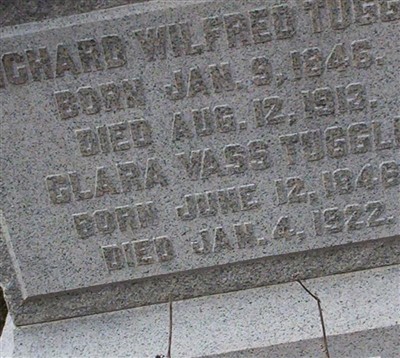 RICHARD WILFRED TUGGL
BORN JAN. 9, 1846.
DIED AUG. 12, 1913.
CLARA VASS TUGGLE
BORN JUNE 12, 1846
DIED JAN. 4, 1922.